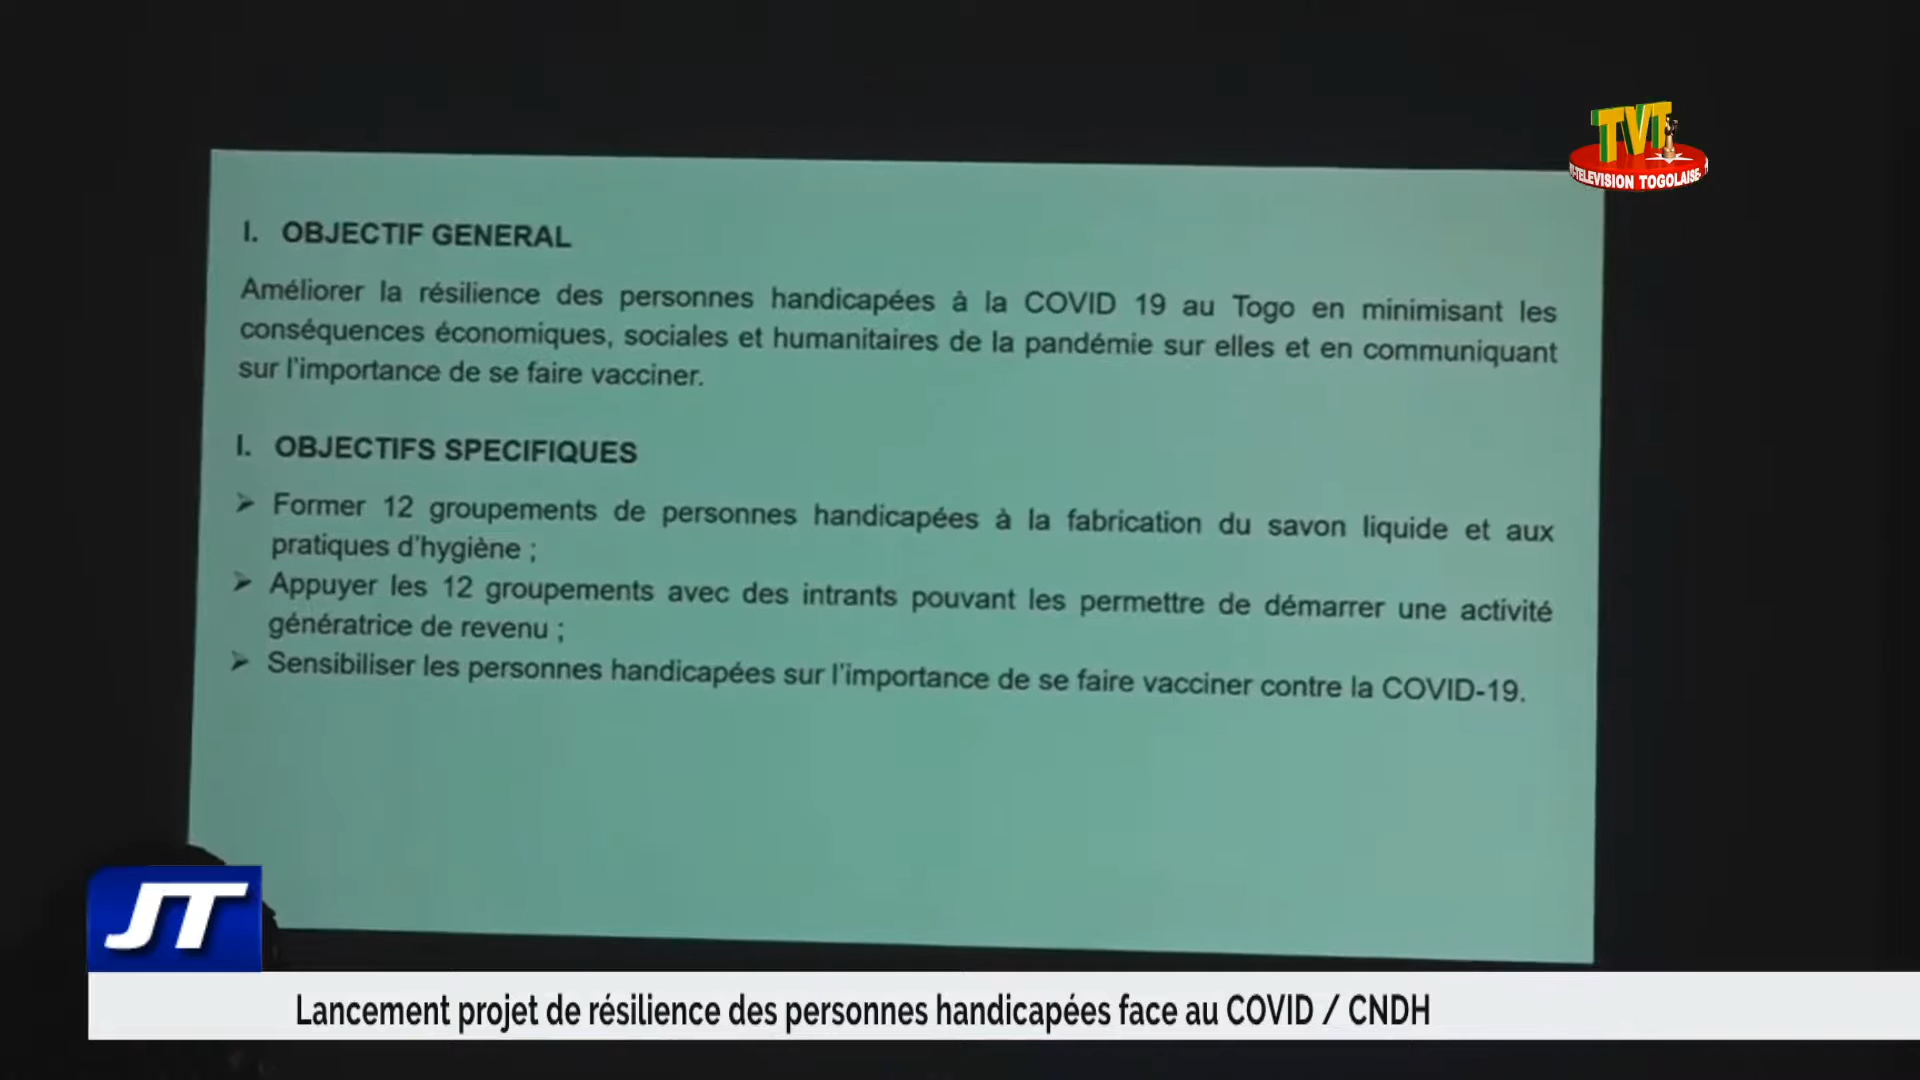 TVT
TELEVISION TOGOLAISE
I. OBJECTIF GENERAL
Améliorer la résilience des personnes handicapées à la COVID 19 au Togo en minimisant les
conséquences économiques, sociales et humanitaires de la pandémie sur elles et en communiquant
sur l'importance de se faire vacciner.
I. OBJECTIFS SPECIFIQUES
➢ Former 12 groupements de personnes handicapées à la fabrication du savon liquide et aux
pratiques d'hygiène ;
➢ Appuyer les 12 groupements avec des intrants pouvant les permettre de démarrer une activité
génératrice de revenu ;
➢ Sensibiliser les personnes handicapées sur l'importance de se faire vacciner contre la COVID-19.
JT
Lancement projet de résilience des personnes handicapées face au COVID / CNDH